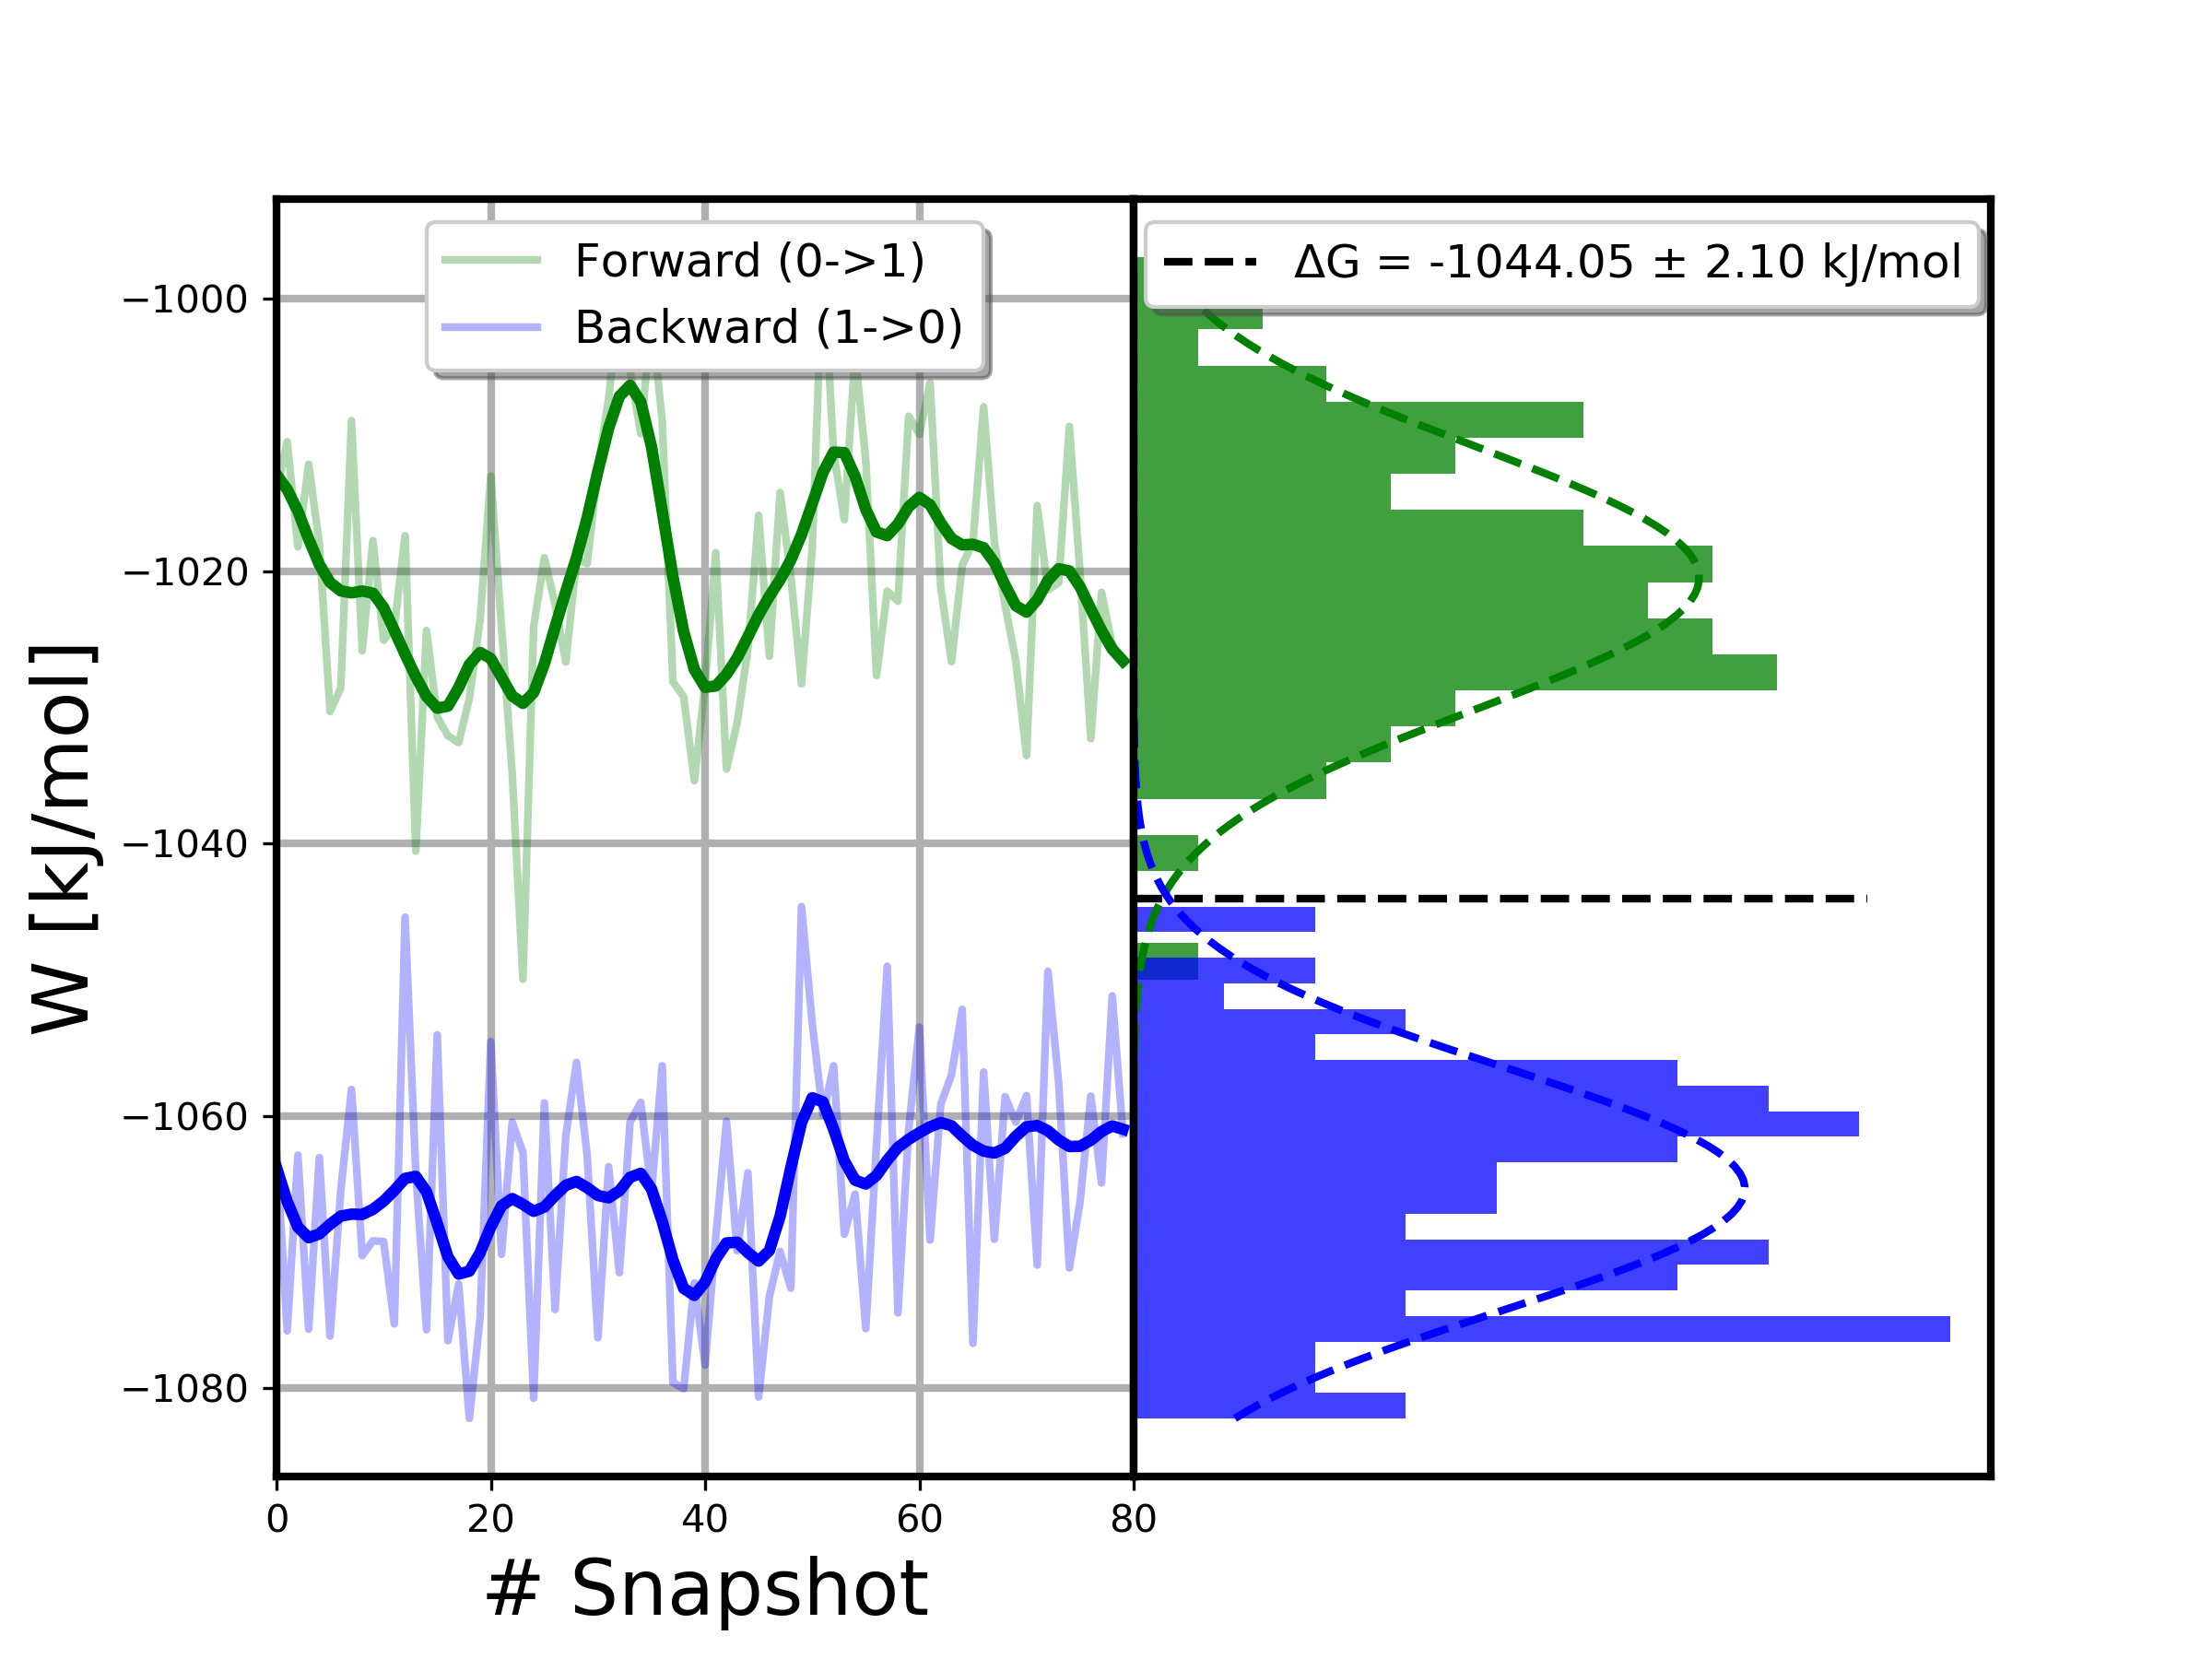 Forward (0->1)
Backward (1->0)
ΔG = -1044.05 ± 2.10 kJ/mol
−1000
−1020
−1040
−1060
−1080
W [kJ/mol]
0 20 40 60 80
# Snapshot